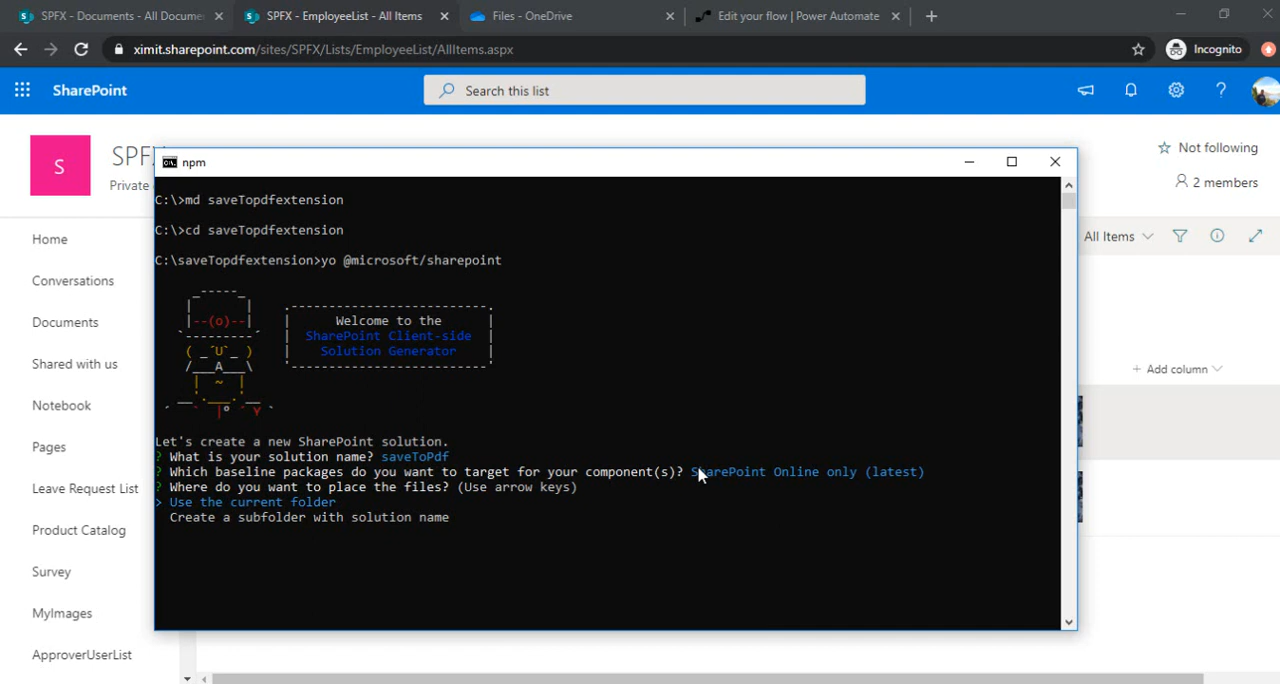 SPFX - Documents - All Docume
SPFX - EmployeeList - All Items
Files - OneDrive
Edit your flow | Power Automate
ximit.sharepoint.com/sites/SPFX/Lists/EmployeeList/AllItems.aspx
Incognito
SharePoint
Search this list
S
SPFX
Private
Not following
2 members
npm
All Items
Add column
Home
Conversations
Documents
Shared with us
Notebook
Pages
Leave Request List
Product Catalog
Survey
MyImages
ApproverUserList
C:\>md saveTopdfextension
C:\>cd saveTopdfextension
C:\saveTopdfextension>yo @microsoft/sharepoint
Welcome to the
SharePoint Client-side
Solution Generator
Let's create a new SharePoint solution.
? What is your solution name? saveToPdf
? Which baseline packages do you want to target for your component(s)? SharePoint Online only (latest)
? Where do you want to place the files? (Use arrow keys)
> Use the current folder
Create a subfolder with solution name